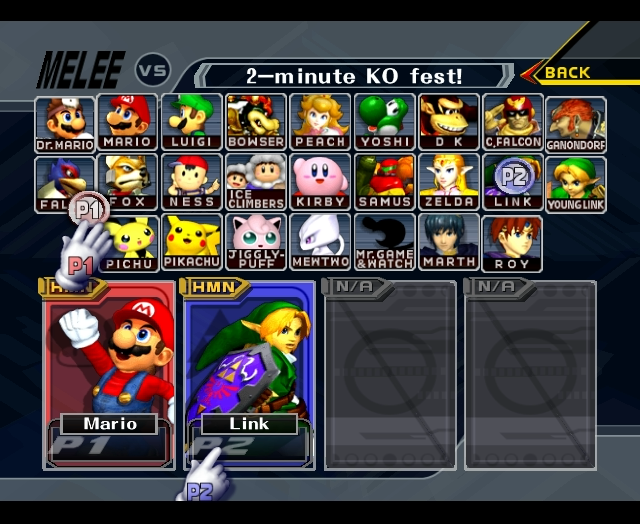 MELEE VS 2-minute KO fest! BACK
Dr.MARIO MARIO LUIGI BOWSER PEACH YOSHI D K C,FALCON GANONDORF
FAL FOX NESS ICE CLIMBERS KIRBY SAMUS ZELDA LINK YOUNGLINK
P1 P2
P1 PICHU PIKACHU JIGGLY-PUFF MEWTWO Mr.GAME &WATCH MARTH ROY
HMN HMN N/A N/A
Mario Link
P1 P2
P2